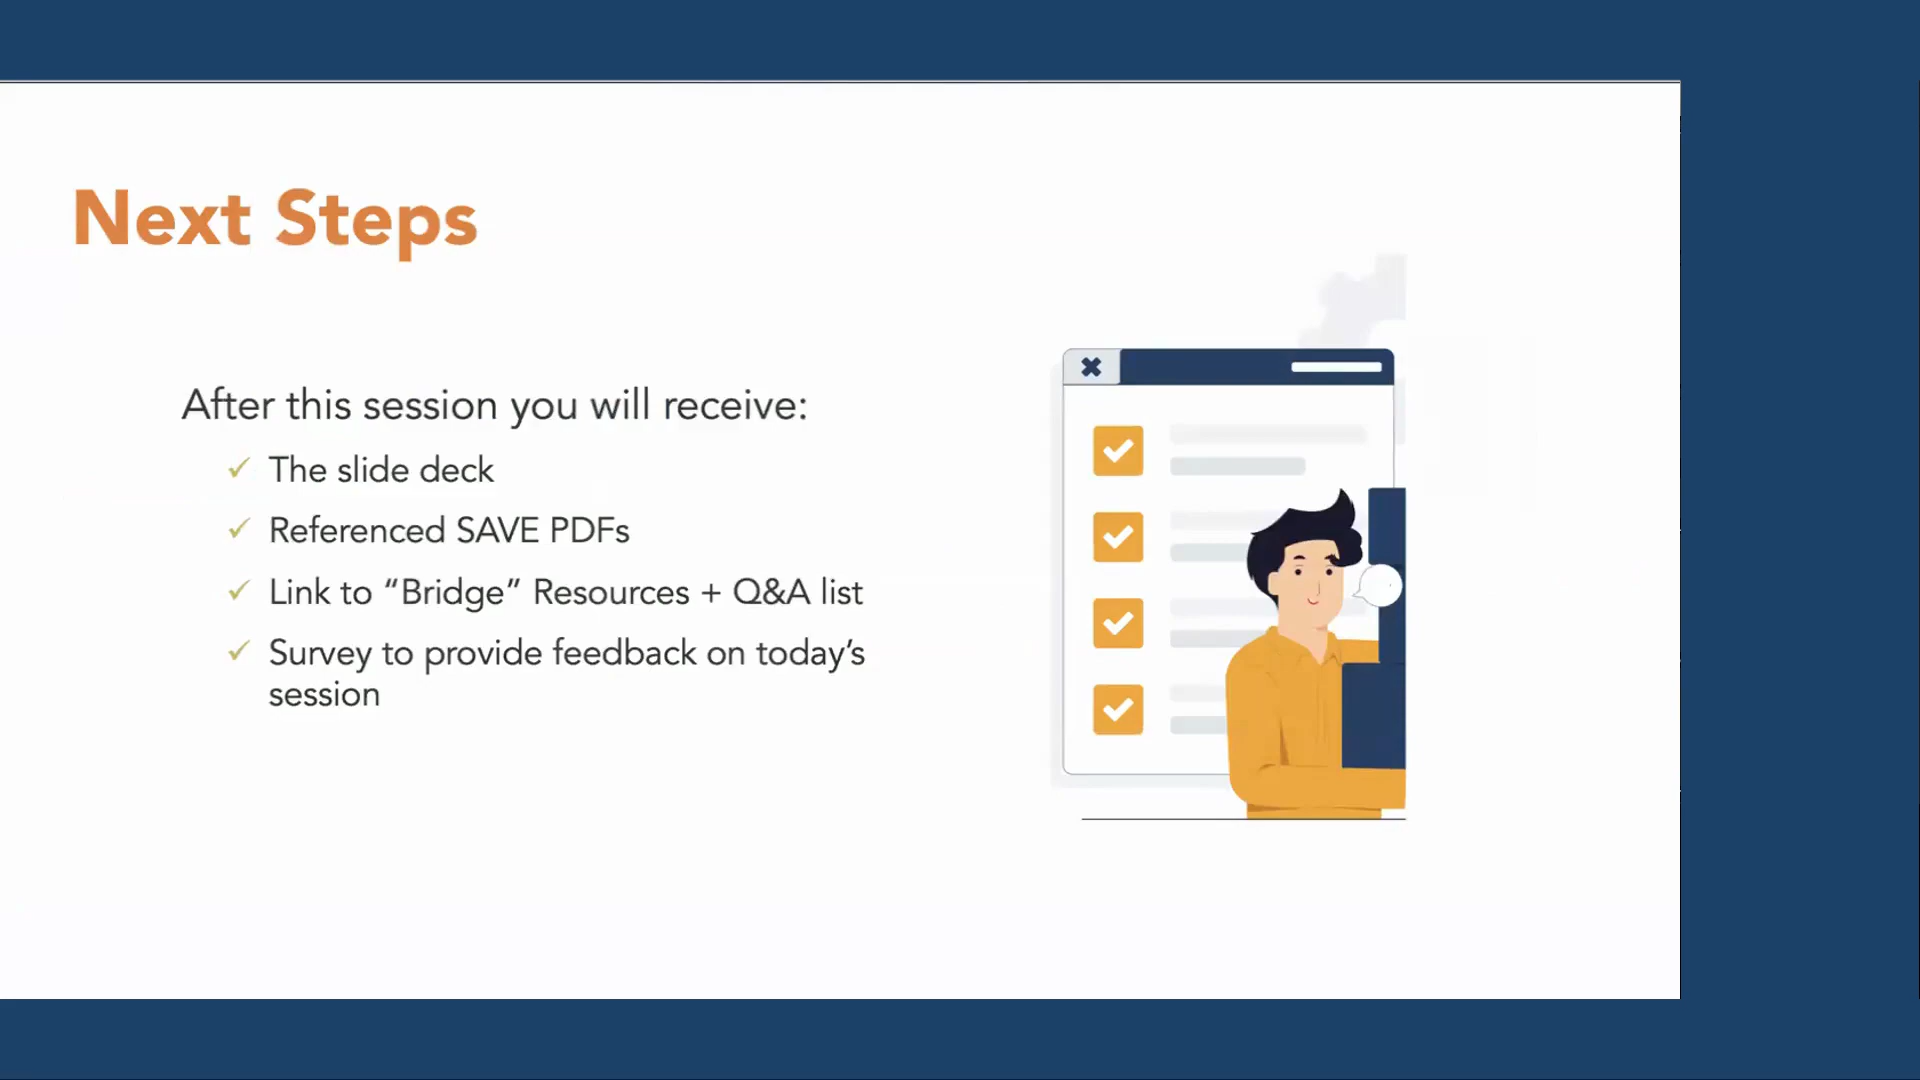 Next Steps
After this session you will receive:
✓ The slide deck
✓ Referenced SAVE PDFs
✓ Link to “Bridge” Resources + Q&A list
✓ Survey to provide feedback on today’s
session